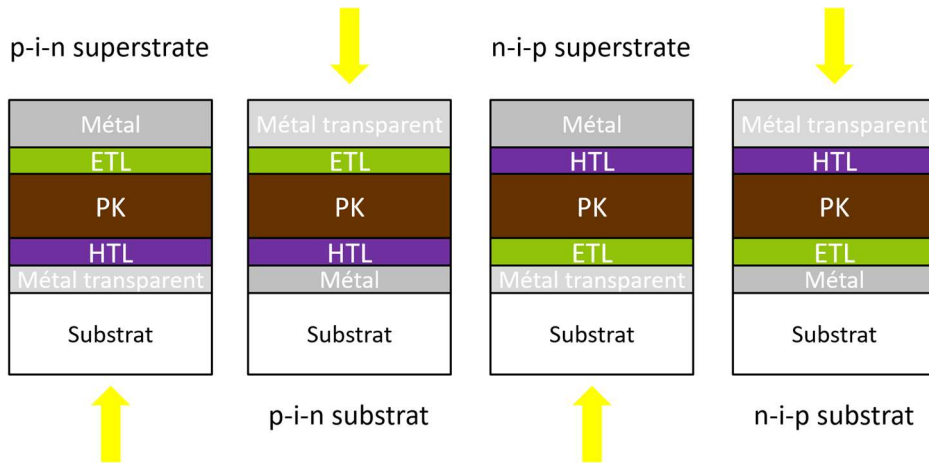 p-i-n superstrate
Métal
ETL
PK
HTL
Métal transparent
Substrat
Métal transparent
ETL
PK
HTL
Métal
Substrat
p-i-n substrat
n-i-p superstrate
Métal
HTL
PK
ETL
Métal transparent
Substrat
Métal transparent
HTL
PK
ETL
Métal
Substrat
n-i-p substrat